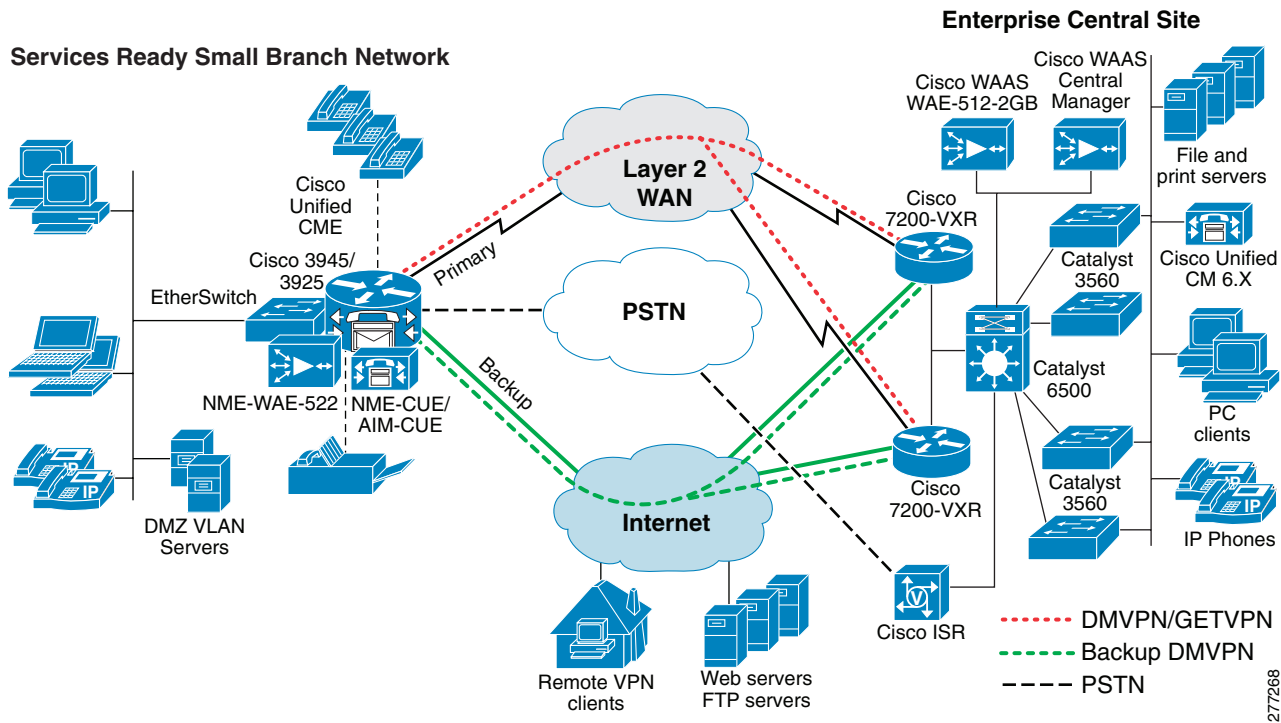 Enterprise Central Site
Services Ready Small Branch Network
Cisco WAAS
WAE-512-2GB
Cisco WAAS
Central
Manager
File and
print servers
Cisco
Unified
CME
Layer 2
WAN
Cisco
7200-VXR
Cisco 3945/
3925
Primary
Catalyst
3560
Cisco Unified
CM 6.X
EtherSwitch
PSTN
NME-WAE-522
NME-CUE/
AIM-CUE
Backup
Catalyst
6500
PC
clients
IP
IP
DMZ VLAN
Servers
Internet
Cisco
7200-VXR
Catalyst
3560
IP
IP
IP Phones
V
Cisco ISR
Remote VPN
clients
Web servers
FTP servers
DMVPN/GETVPN
Backup DMVPN
PSTN
277268